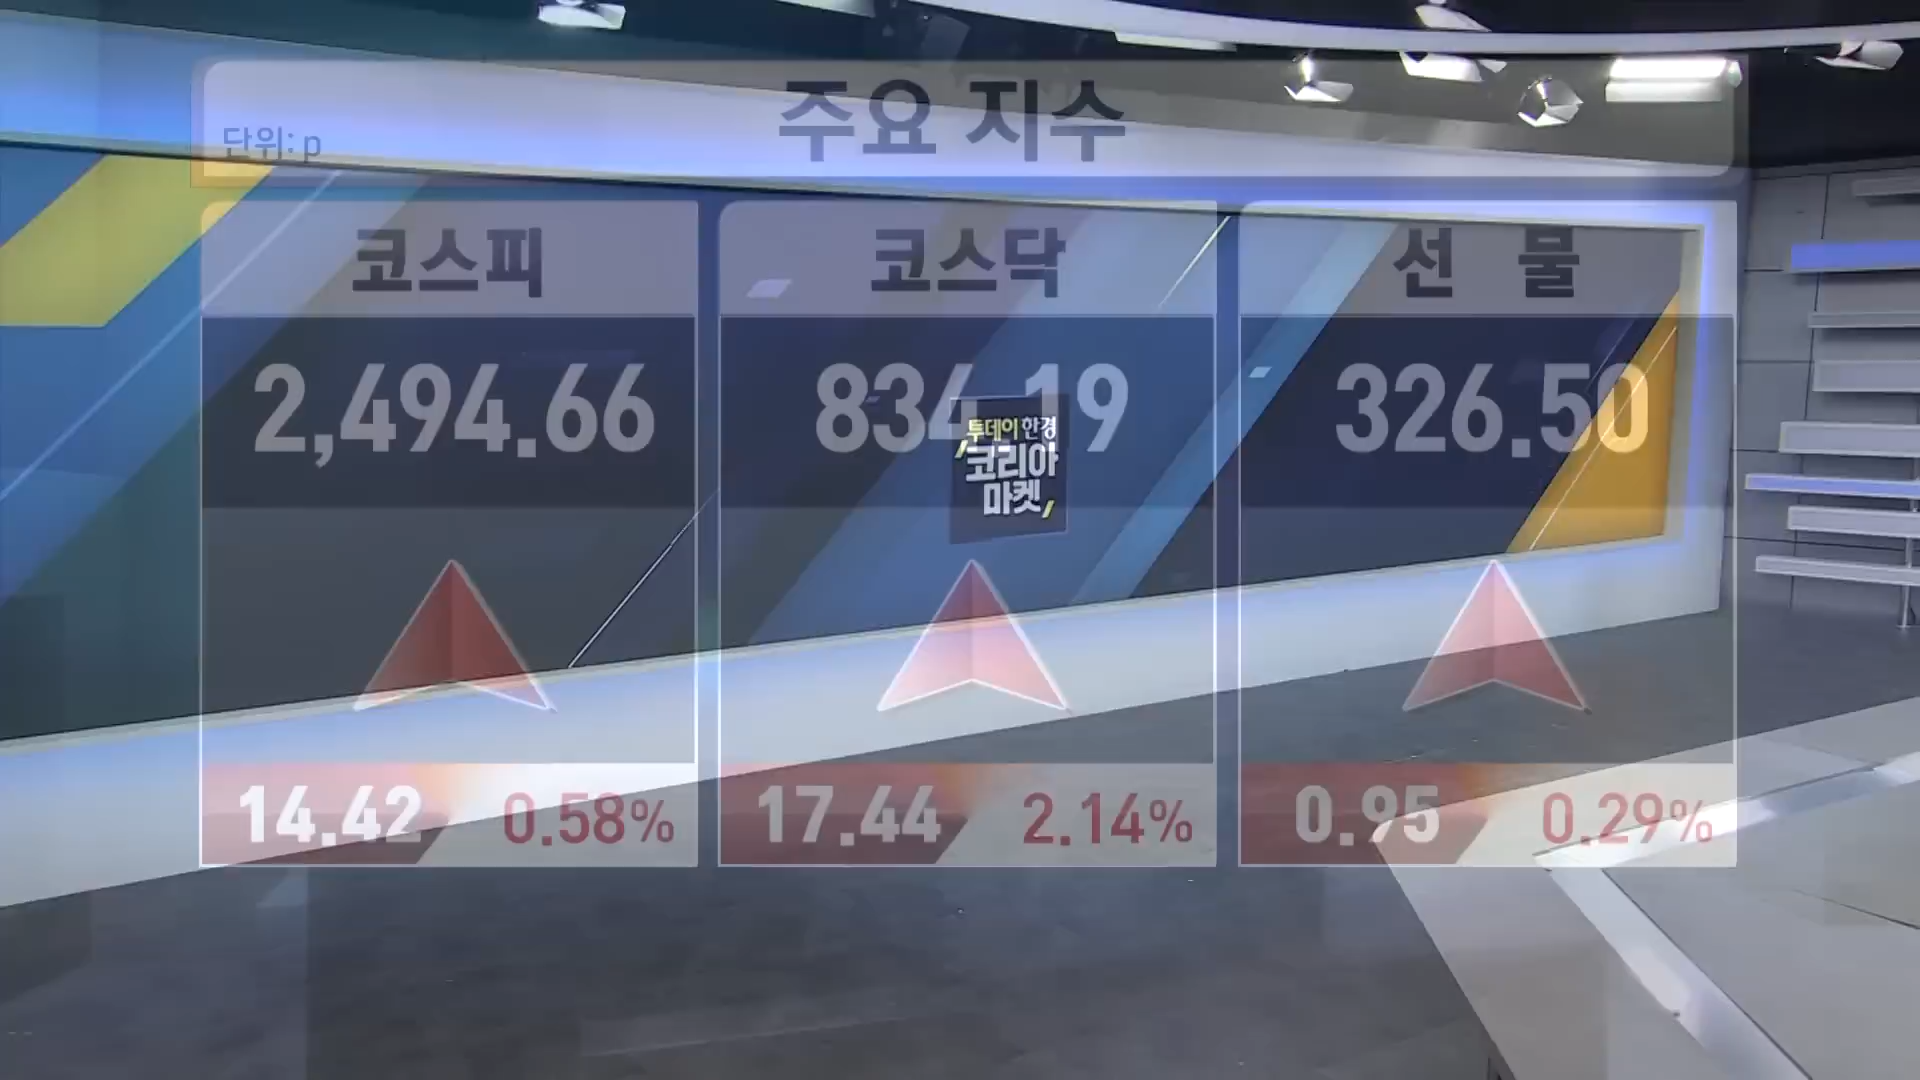 주요 지수
단위:p
코스피
2,494.66
14.42 0.58%
코스닥
834.19
17.44 2.14%
선 물
326.50
0.95 0.29%
투데이 한경
코리아
마켓